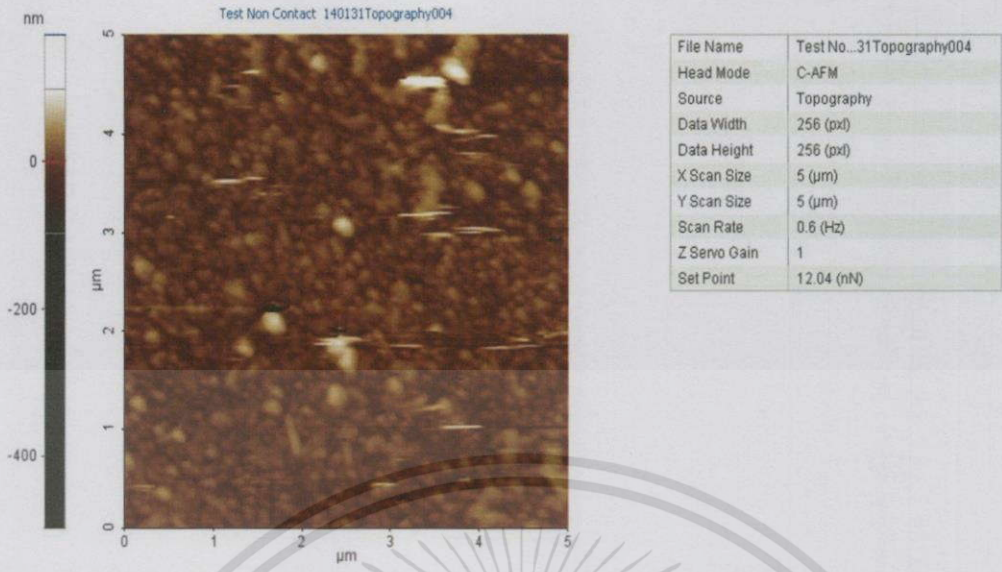 Test Non Contact 140131Topography004
nm
0
-200
-400
5
4
3
2
1
0
µm
0 1 2 3 4 5
µm
File Name Test No...31Topography004
Head Mode C-AFM
Source Topography
Data Width 256 (pxl)
Data Height 256 (pxl)
X Scan Size 5 (µm)
Y Scan Size 5 (µm)
Scan Rate 0.6 (Hz)
Z Servo Gain 1
Set Point 12.04 (nN)